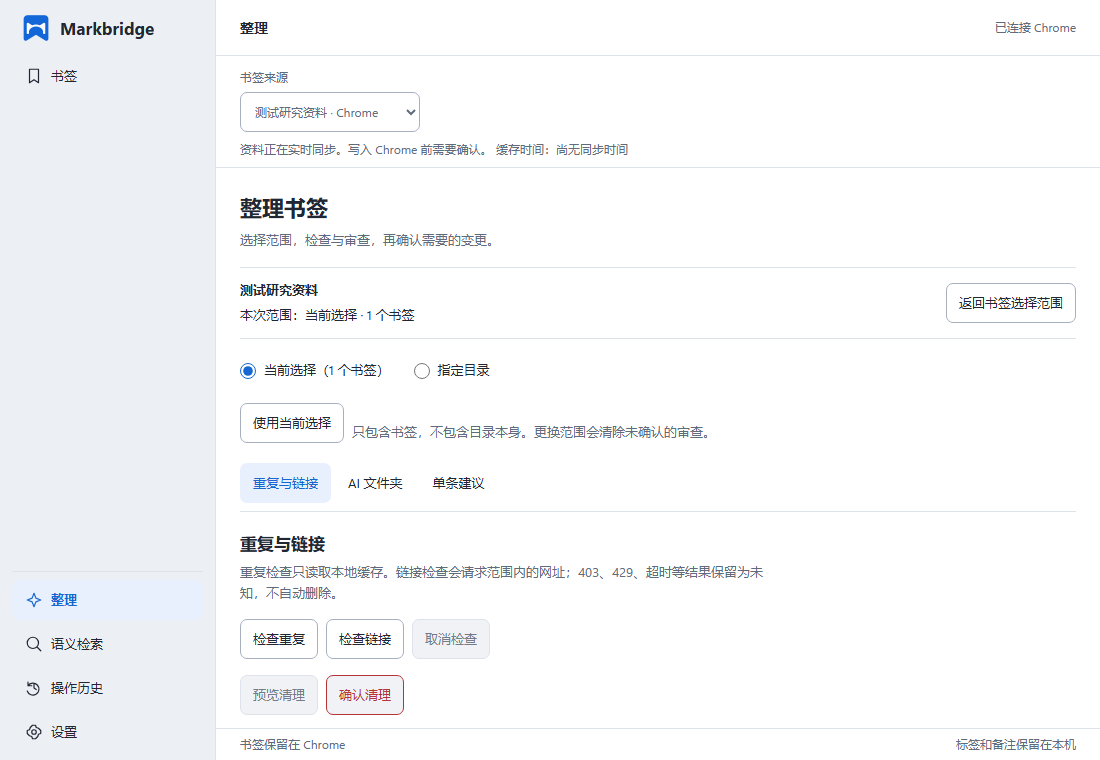 Markbridge
书签
整理
语义检索
操作历史
设置
整理
已连接 Chrome
书签来源
测试研究资料 · Chrome
资料正在实时同步。写入 Chrome 前需要确认。 缓存时间：尚无同步时间
整理书签
选择范围，检查与审查，再确认需要的变更。
测试研究资料
本次范围：当前选择 · 1 个书签
返回书签选择范围
当前选择（1 个书签） 指定目录
使用当前选择 只包含书签，不包含目录本身。更换范围会清除未确认的审查。
重复与链接 AI 文件夹 单条建议
重复与链接
重复检查只读取本地缓存。链接检查会请求范围内的网址；403、429、超时等结果保留为未
知，不自动删除。
检查重复 检查链接 取消检查
预览清理 确认清理
书签保留在 Chrome
标签和备注保留在本机